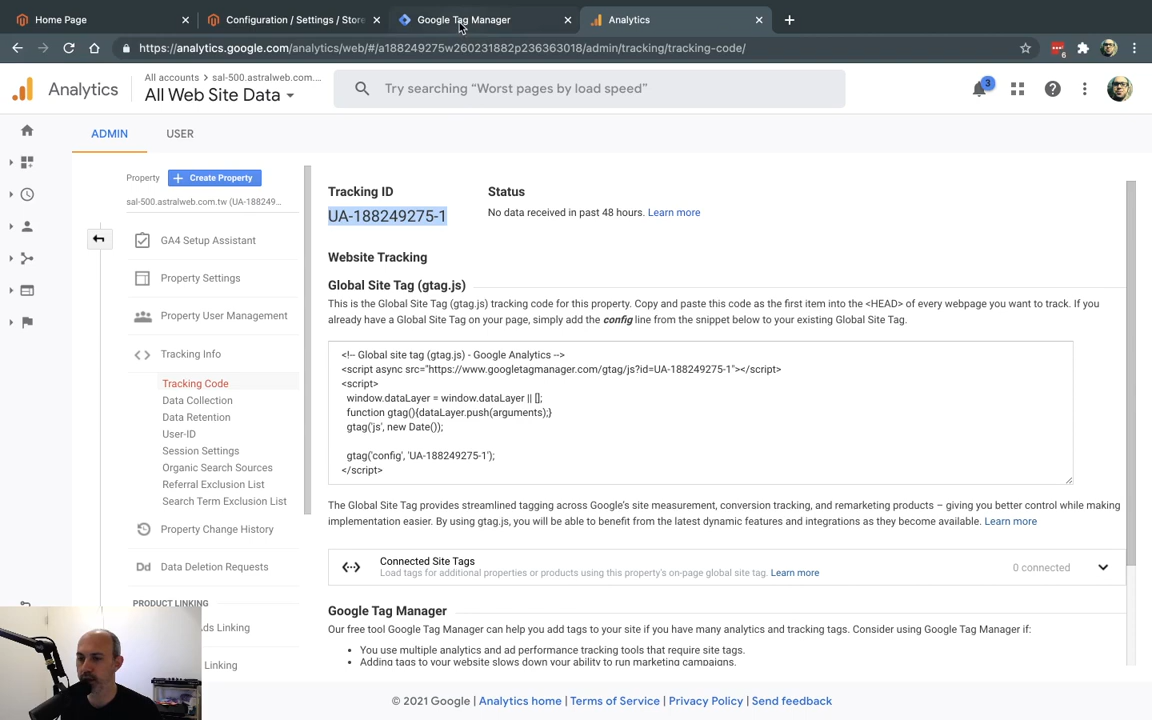 Home Page
Configuration / Settings / Store
Google Tag Manager
Analytics
https://analytics.google.com/analytics/web/#/a188249275w260231882p236363018/admin/tracking/tracking-code/
6
Analytics
All accounts > sal-500.astralweb.com....
All Web Site Data
Try searching “Worst pages by load speed”
3
ADMIN
USER
Property
+ Create Property
sal-500.astralweb.com.tw (UA-188249...
GA4 Setup Assistant
Property Settings
Property User Management
Tracking Info
Tracking Code
Data Collection
Data Retention
User-ID
Session Settings
Organic Search Sources
Referral Exclusion List
Search Term Exclusion List
Property Change History
Dd Data Deletion Requests
PRODUCT LINKING
ds Linking
Linking
Tracking ID
UA-188249275-1
Status
No data received in past 48 hours. Learn more
Website Tracking
Global Site Tag (gtag.js)
This is the Global Site Tag (gtag.js) tracking code for this property. Copy and paste this code as the first item into the <HEAD> of every webpage you want to track. If you
already have a Global Site Tag on your page, simply add the config line from the snippet below to your existing Global Site Tag.
<!-- Global site tag (gtag.js) - Google Analytics -->
<script async src="https://www.googletagmanager.com/gtag/js?id=UA-188249275-1"></script>
<script>
window.dataLayer = window.dataLayer || [];
function gtag(){dataLayer.push(arguments);}
gtag('js', new Date());
gtag('config', 'UA-188249275-1');
</script>
The Global Site Tag provides streamlined tagging across Google’s site measurement, conversion tracking, and remarketing products – giving you better control while making
implementation easier. By using gtag.js, you will be able to benefit from the latest dynamic features and integrations as they become available. Learn more
Connected Site Tags
Load tags for additional properties or products using this property's on-page global site tag. Learn more
0 connected
Google Tag Manager
Our free tool Google Tag Manager can help you add tags to your site if you have many analytics and tracking tags. Consider using Google Tag Manager if:
• You use multiple analytics and ad performance tracking tools that require site tags.
• Adding tags to your website slows down your ability to run marketing campaigns.
© 2021 Google | Analytics home | Terms of Service | Privacy Policy | Send feedback